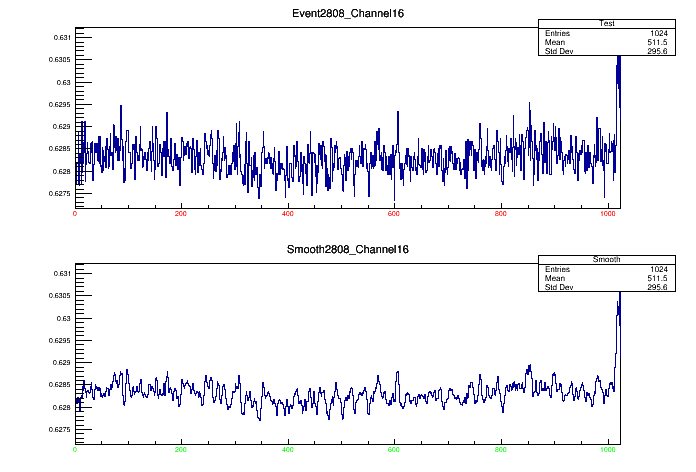 Event2808_Channel16
Test
Entries 1024
Mean 511.5
Std Dev 295.6
0.631
0.6305
0.63
0.6295
0.629
0.6285
0.628
0.6275
0 200 400 600 800 1000
Smooth2808_Channel16
Smooth
Entries 1024
Mean 511.5
Std Dev 295.6
0.631
0.6305
0.63
0.6295
0.629
0.6285
0.628
0.6275
0 200 400 600 800 1000